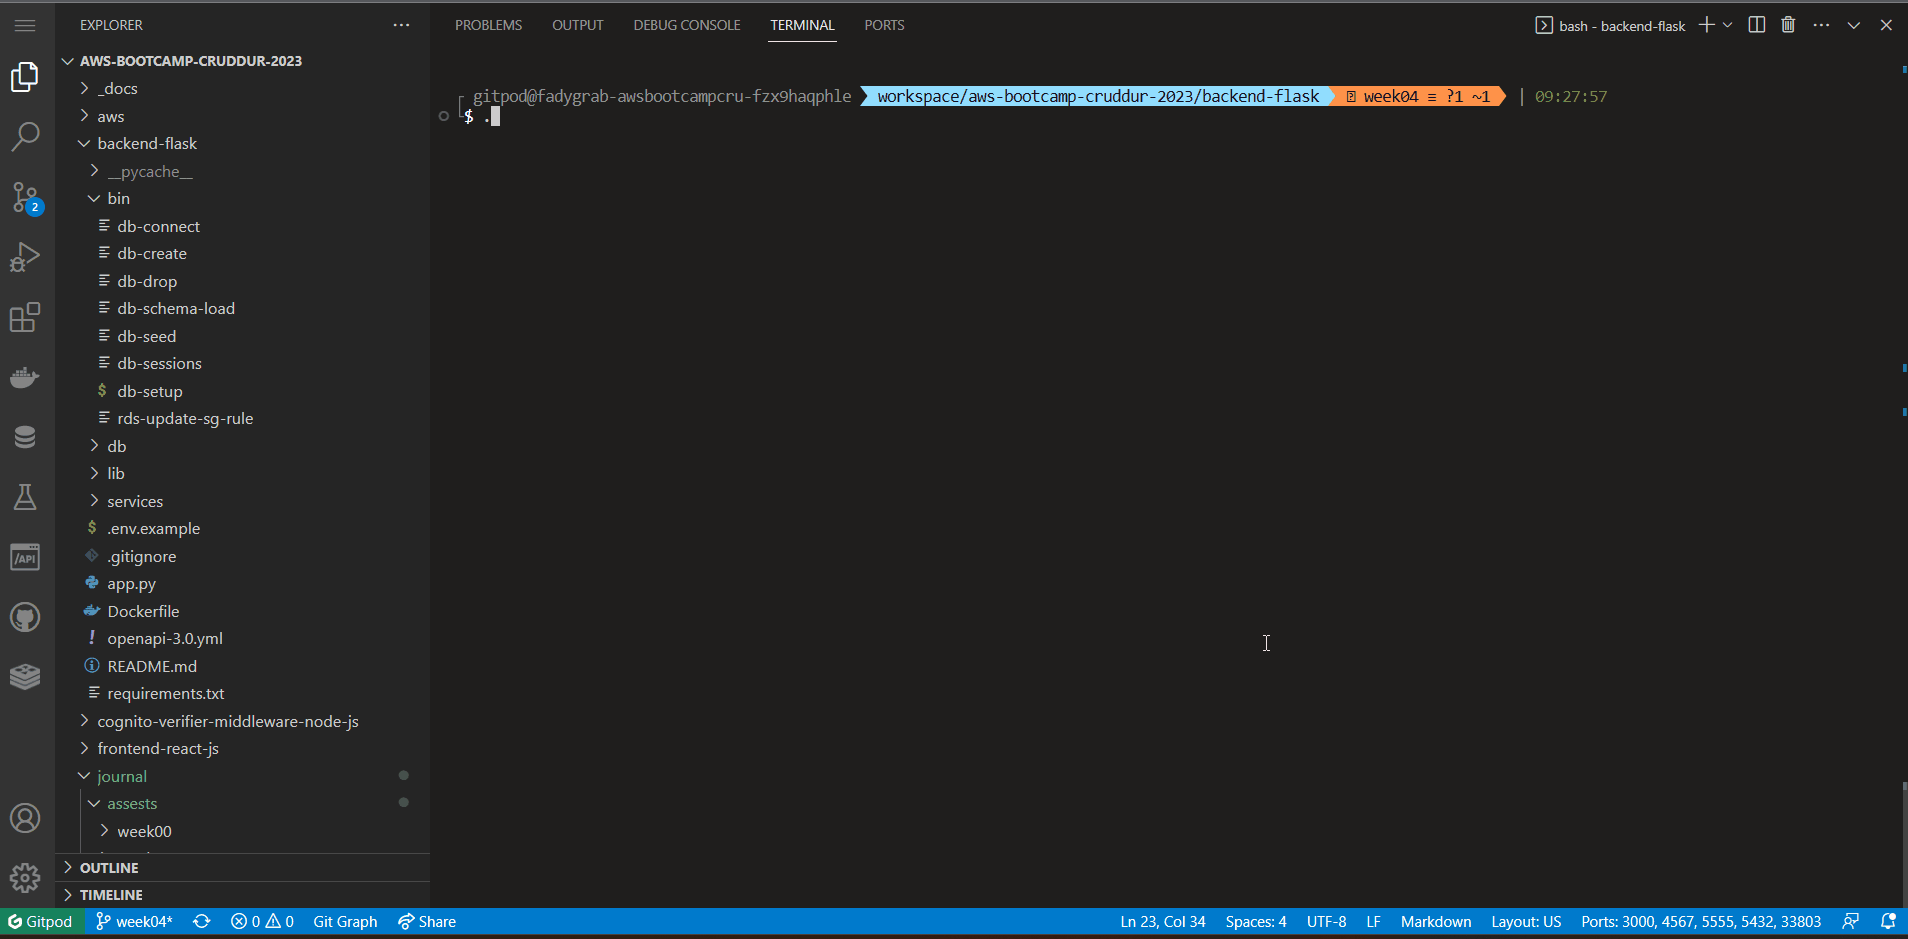 EXPLORER
AWS-BOOTCAMP-CRUDDUR-2023
_docs
aws
backend-flask
__pycache__
bin
db-connect
db-create
db-drop
db-schema-load
db-seed
db-sessions
db-setup
rds-update-sg-rule
db
lib
services
.env.example
.gitignore
app.py
Dockerfile
openapi-3.0.yml
README.md
requirements.txt
cognito-verifier-middleware-node-js
frontend-react-js
journal
assests
week00
OUTLINE
TIMELINE
2
/API
PROBLEMS OUTPUT DEBUG CONSOLE TERMINAL PORTS
bash - backend-flask
gitpod@fadygrab-awsbootcampcru-fzx9haqphle workspace/aws-bootcamp-cruddur-2023/backend-flask week04 ≡ ?1 ~1 | 09:27:57
$ .
Gitpod week04* 0 0 Git Graph Share Ln 23, Col 34 Spaces: 4 UTF-8 LF Markdown Layout: US Ports: 3000, 4567, 5555, 5432, 33803